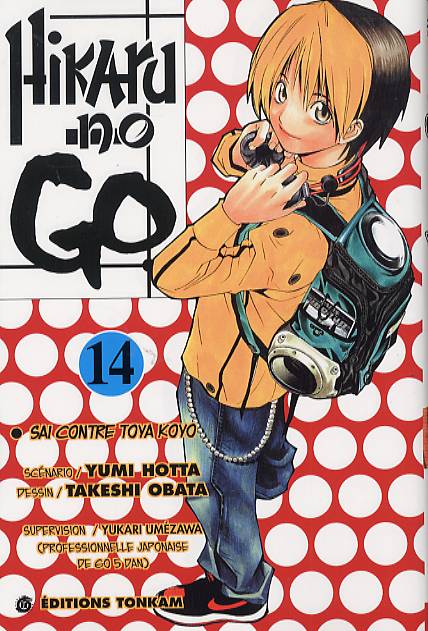 HIKARU
.no
GO.
14
• SAI CONTRE TOYA KOYO
SCÉNARIO / YUMI HOTTA
DESSIN / TAKESHI OBATA
SUPERVISION / YUKARI UMÉZAWA
(PROFESSIONNELLE JAPONAISE
DE GO 5 DAN)
ÉDITIONS TONKAM